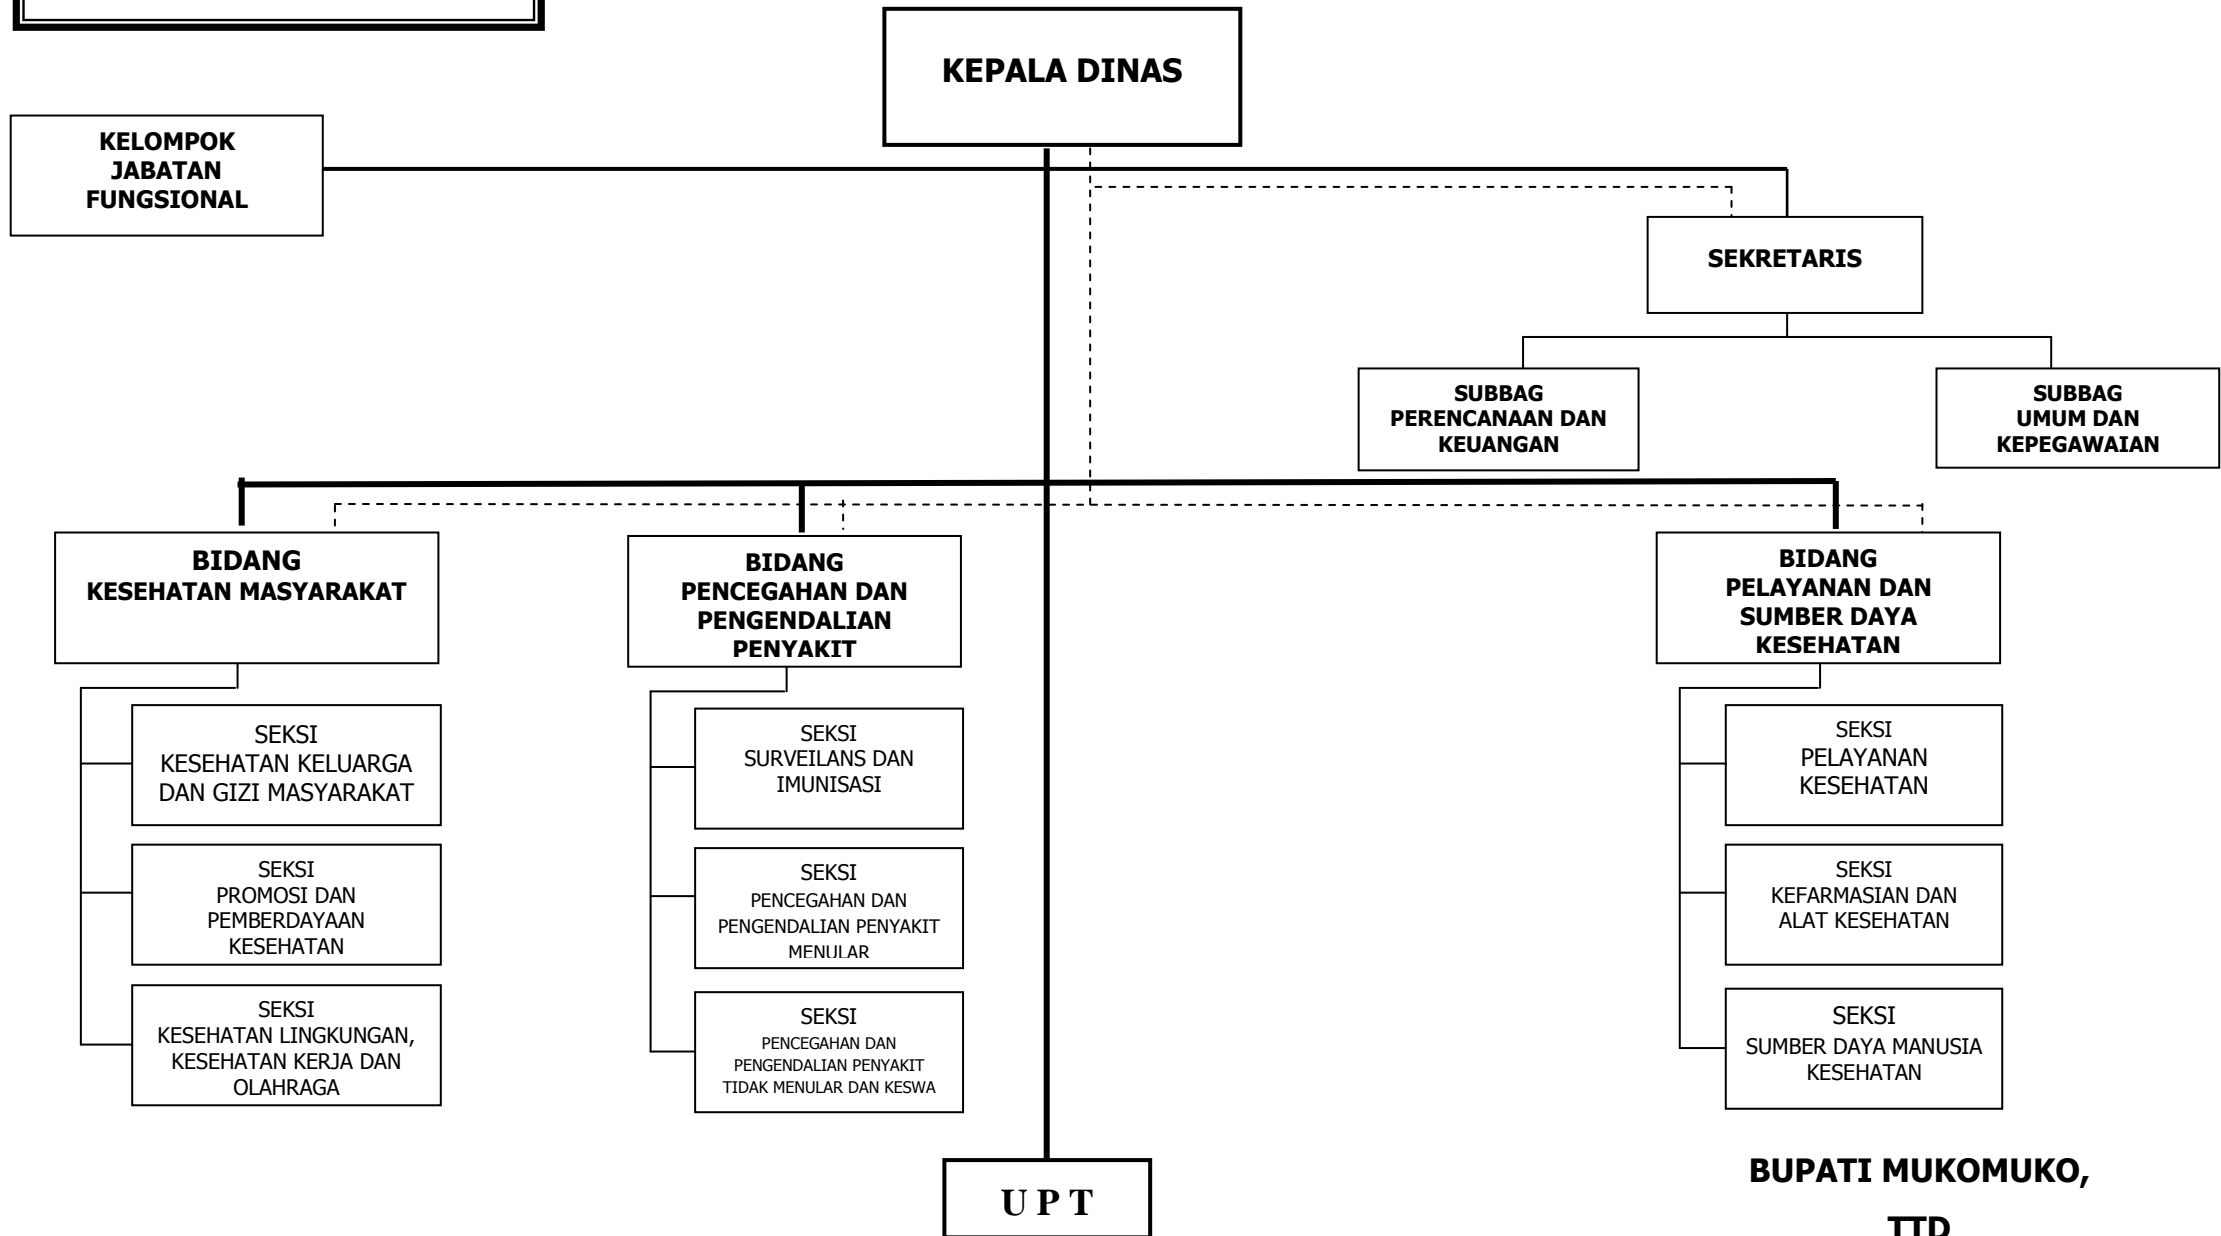 KEPALA DINAS
KELOMPOK
JABATAN
FUNGSIONAL
SEKRETARIS
SUBBAG
PERENCANAAN DAN
KEUANGAN
SUBBAG
UMUM DAN
KEPEGAWAIAN
BIDANG
KESEHATAN MASYARAKAT
BIDANG
PENCEGAHAN DAN
PENGENDALIAN
PENYAKIT
BIDANG
PELAYANAN DAN
SUMBER DAYA
KESEHATAN
SEKSI
KESEHATAN KELUARGA
DAN GIZI MASYARAKAT
SEKSI
PROMOSI DAN
PEMBERDAYAAN
KESEHATAN
SEKSI
KESEHATAN LINGKUNGAN,
KESEHATAN KERJA DAN
OLAHRAGA
SEKSI
SURVEILANS DAN
IMUNISASI
SEKSI
PENCEGAHAN DAN
PENGENDALIAN PENYAKIT
MENULAR
SEKSI
PENCEGAHAN DAN
PENGENDALIAN PENYAKIT
TIDAK MENULAR DAN KESWA
SEKSI
PELAYANAN
KESEHATAN
SEKSI
KEFARMASIAN DAN
ALAT KESEHATAN
SEKSI
SUMBER DAYA MANUSIA
KESEHATAN
U P T
BUPATI MUKOMUKO,
TTD